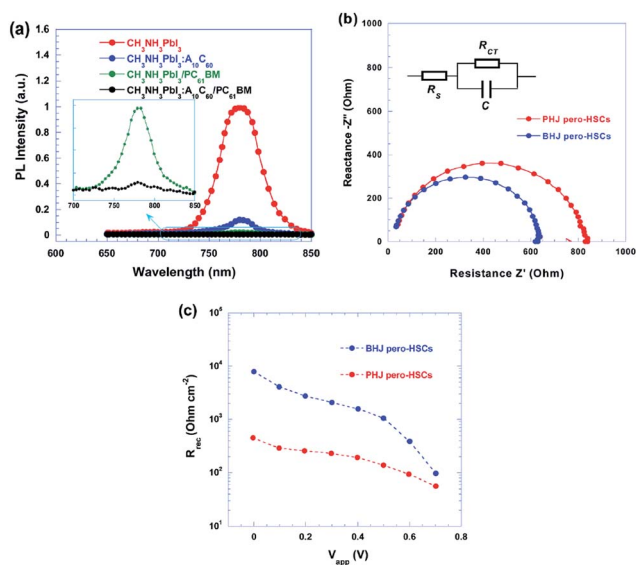 (a)
PL Intensity (a.u.)
1.6
1.4
1.2
1
0.8
0.6
0.4
0.2
0
CH3NH3PbI3
CH3NH3PbI3:A10C60
CH3NH3PbI3/PC61BM
CH3NH3PbI3:A10C60/PC61BM
700 750 800 850
600 650 700 750 800 850
Wavelength (nm)
(b)
Reactance -Z'' (Ohm)
1000
800
600
400
200
0
RCT
RS
C
PHJ pero-HSCs
BHJ pero-HSCs
0 200 400 600 800 1000
Resistance Z' (Ohm)
(c)
Rrec (Ohm cm-2)
10^5
10^4
10^3
10^2
10^1
BHJ pero-HSCs
PHJ pero-HSCs
0 0.2 0.4 0.6 0.8
Vapp (V)